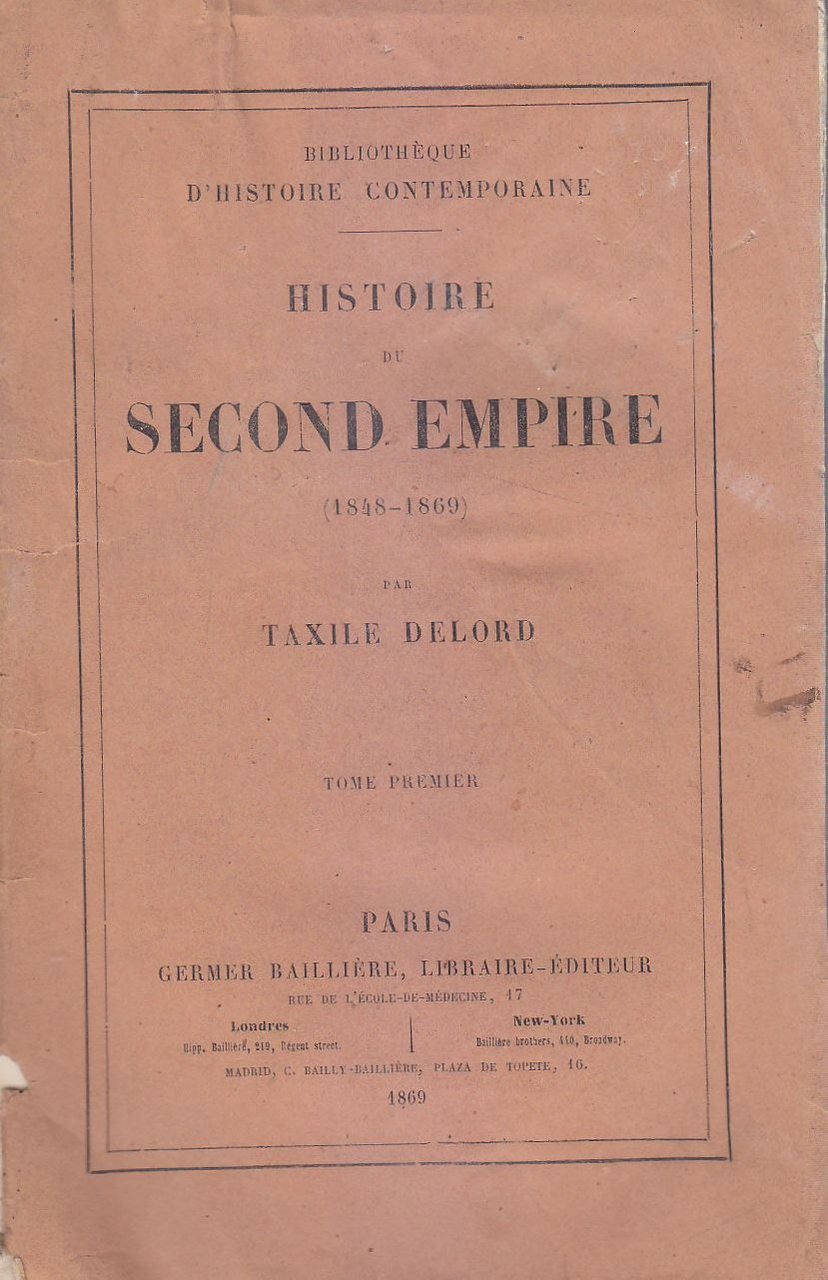 BIBLIOTHÈQUE
D'HISTOIRE CONTEMPORAINE
HISTOIRE
DU
SECOND EMPIRE
(1848-1869)
PAR
TAXILE DELORD
TOME PREMIER
PARIS
GERMER BAILLIÈRE, LIBRAIRE-ÉDITEUR
RUE DE L'ÉCOLE-DE-MÉDECINE, 17
Londres
Hipp. Baillière, 219, Regent street.
New-York
Baillière brothers, 440, Broadway.
MADRID, C. BAILLY-BAILLIÈRE, PLAZA DE TOPETE, 16.
1869